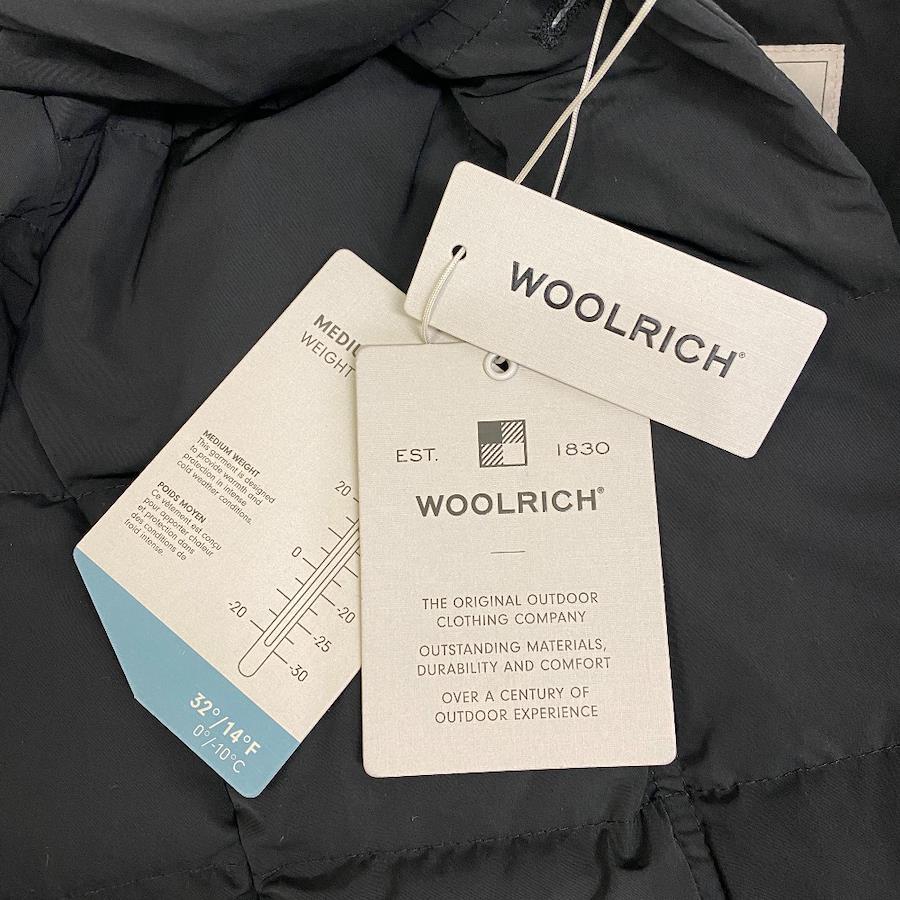 WOOLRICH®
EST. 1830
WOOLRICH®
THE ORIGINAL OUTDOOR
CLOTHING COMPANY
OUTSTANDING MATERIALS,
DURABILITY AND COMFORT
OVER A CENTURY OF
OUTDOOR EXPERIENCE
WEIGHT
MEDIUM WEIGHT
This garment is designed
to provide warmth and
protection in intense
cold weather conditions.
POIDS MOYEN
Ce vêtement est conçu
pour apporter chaleur
et protection dans
des conditions de
froid intense.
20
0
-20
-20
-25
-30
32°/14°F
0°/-10°C